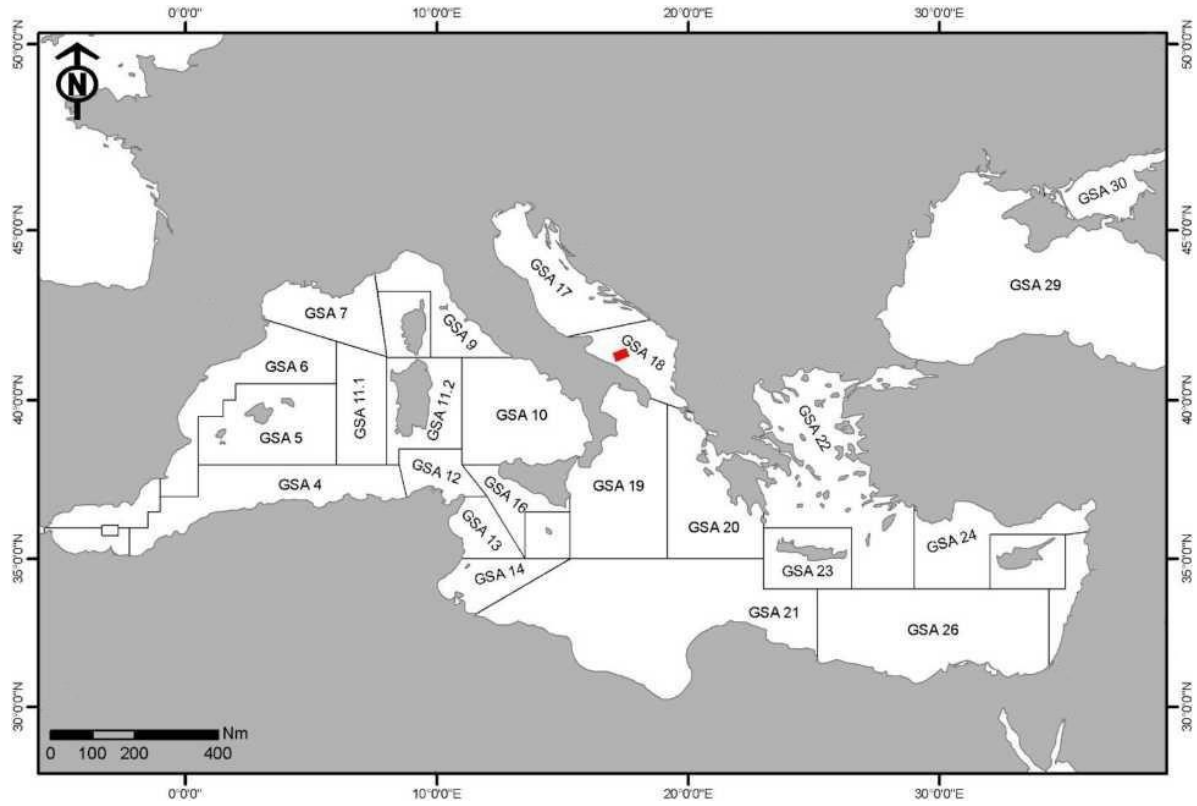 0°0'0" 10°0'0"E 20°0'0"E 30°0'0"E
50°0'0"N 50°0'0"N
N
45°0'0"N 45°0'0"N
40°0'0"N 40°0'0"N
35°0'0"N 35°0'0"N
30°0'0"N 30°0'0"N
GSA 30
GSA 29
GSA 17
GSA 7
GSA 9
GSA 18
GSA 6
GSA 11.1
GSA 11.2
GSA 10
GSA 22
GSA 5
GSA 4
GSA 12
GSA 16
GSA 19
GSA 13
GSA 20
GSA 24
GSA 14
GSA 23
GSA 21
GSA 26
Nm
0 100 200 400
0°0'0" 10°0'0"E 20°0'0"E 30°0'0"E